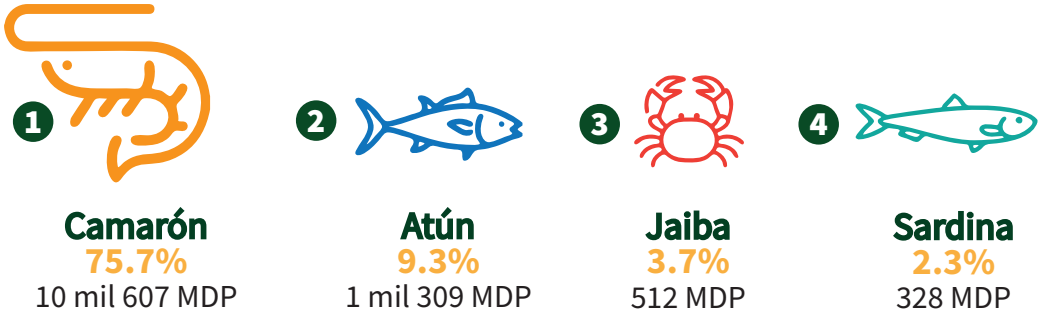 1
Camarón
75.7%
10 mil 607 MDP
2
Atún
9.3%
1 mil 309 MDP
3
Jaiba
3.7%
512 MDP
4
Sardina
2.3%
328 MDP